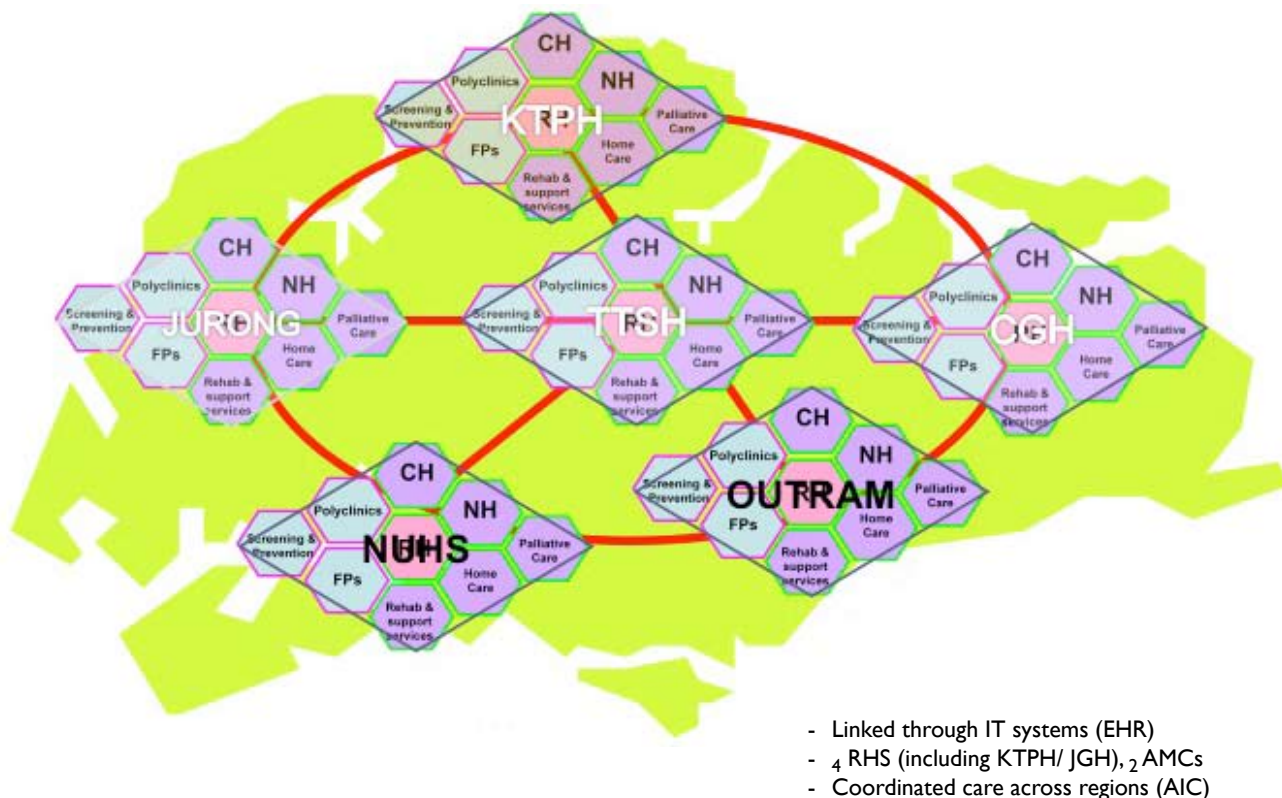 CH
Polyclinics
NH
Screening &
Prevention
KTPH
Palliative
Care
FPs
Home
Care
Rehab &
support
services
CH
Polyclinics
NH
Screening &
Prevention
JURONG
Palliative
Care
FPs
Home
Care
Rehab &
support
services
CH
Polyclinics
NH
Screening &
Prevention
TTSH
Palliative
Care
FPs
Home
Care
Rehab &
support
services
CH
Polyclinics
NH
Screening &
Prevention
CGH
Palliative
Care
FPs
Home
Care
Rehab &
support
services
CH
Polyclinics
NH
Screening &
Prevention
NUHS
Palliative
Care
FPs
Home
Care
Rehab &
support
services
CH
Polyclinics
NH
Screening &
Prevention
OUTRAM
Palliative
Care
FPs
Home
Care
Rehab &
support
services
- Linked through IT systems (EHR)
- 4 RHS (including KTPH/ JGH), 2 AMCs
- Coordinated care across regions (AIC)